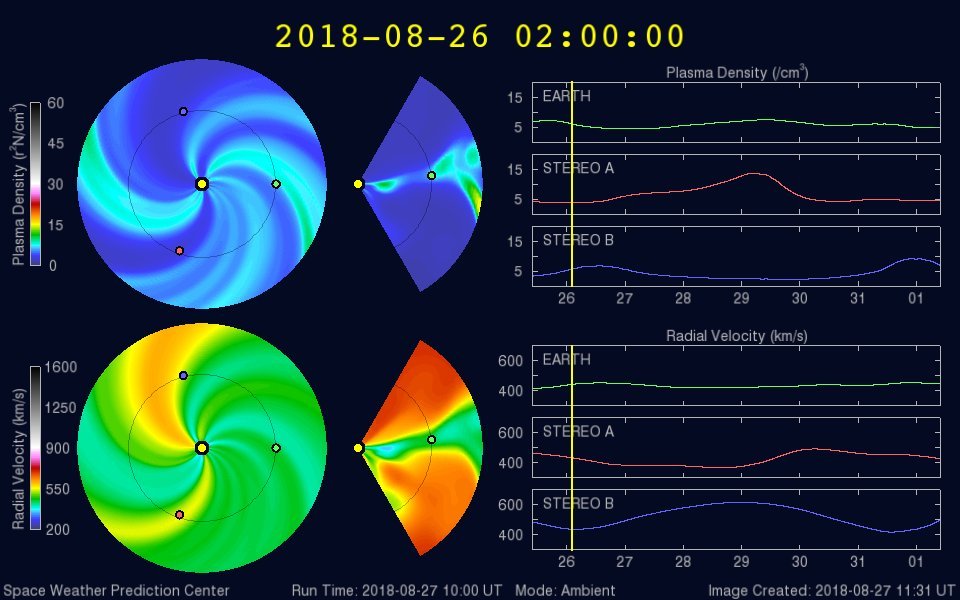 2018-08-26 02:00:00
Plasma Density (r²N/cm³)
60
45
30
15
0
Plasma Density (/cm³)
EARTH
15
5
STEREO A
15
5
STEREO B
15
5
26 27 28 29 30 31 01
Radial Velocity (km/s)
1600
1250
900
550
200
Radial Velocity (km/s)
EARTH
600
400
STEREO A
600
400
STEREO B
600
400
26 27 28 29 30 31 01
Space Weather Prediction Center Run Time: 2018-08-27 10:00 UT Mode: Ambient Image Created: 2018-08-27 11:31 UT